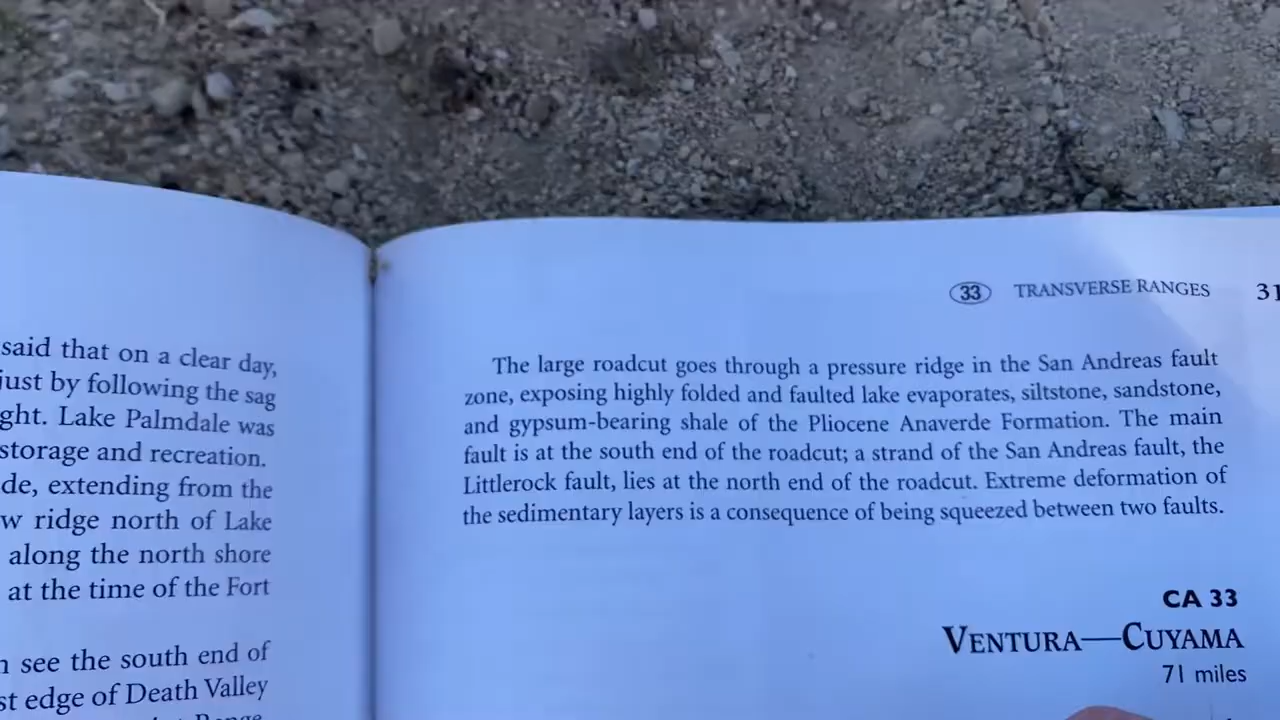 said that on a clear day,
just by following the sag
ght. Lake Palmdale was
storage and recreation.
de, extending from the
w ridge north of Lake
along the north shore
at the time of the Fort
see the south end of
st edge of Death Valley
Range
33 TRANSVERSE RANGES 31
The large roadcut goes through a pressure ridge in the San Andreas fault
zone, exposing highly folded and faulted lake evaporates, siltstone, sandstone,
and gypsum-bearing shale of the Pliocene Anaverde Formation. The main
fault is at the south end of the roadcut; a strand of the San Andreas fault, the
Littlerock fault, lies at the north end of the roadcut. Extreme deformation of
the sedimentary layers is a consequence of being squeezed between two faults.
CA 33
VENTURA—CUYAMA
71 miles